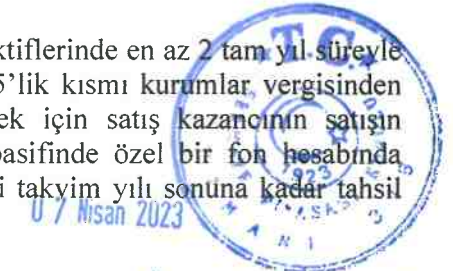 ktiflerinde en az 2 tam yıl süreyle
5'lik kısmı kurumlar vergisinden
ek için satış kazancının satışın
pasifinde özel bir fon hesabında
i takvim yılı sonuna kadar tahsil
07 Nisan 2023
T.C.
1923